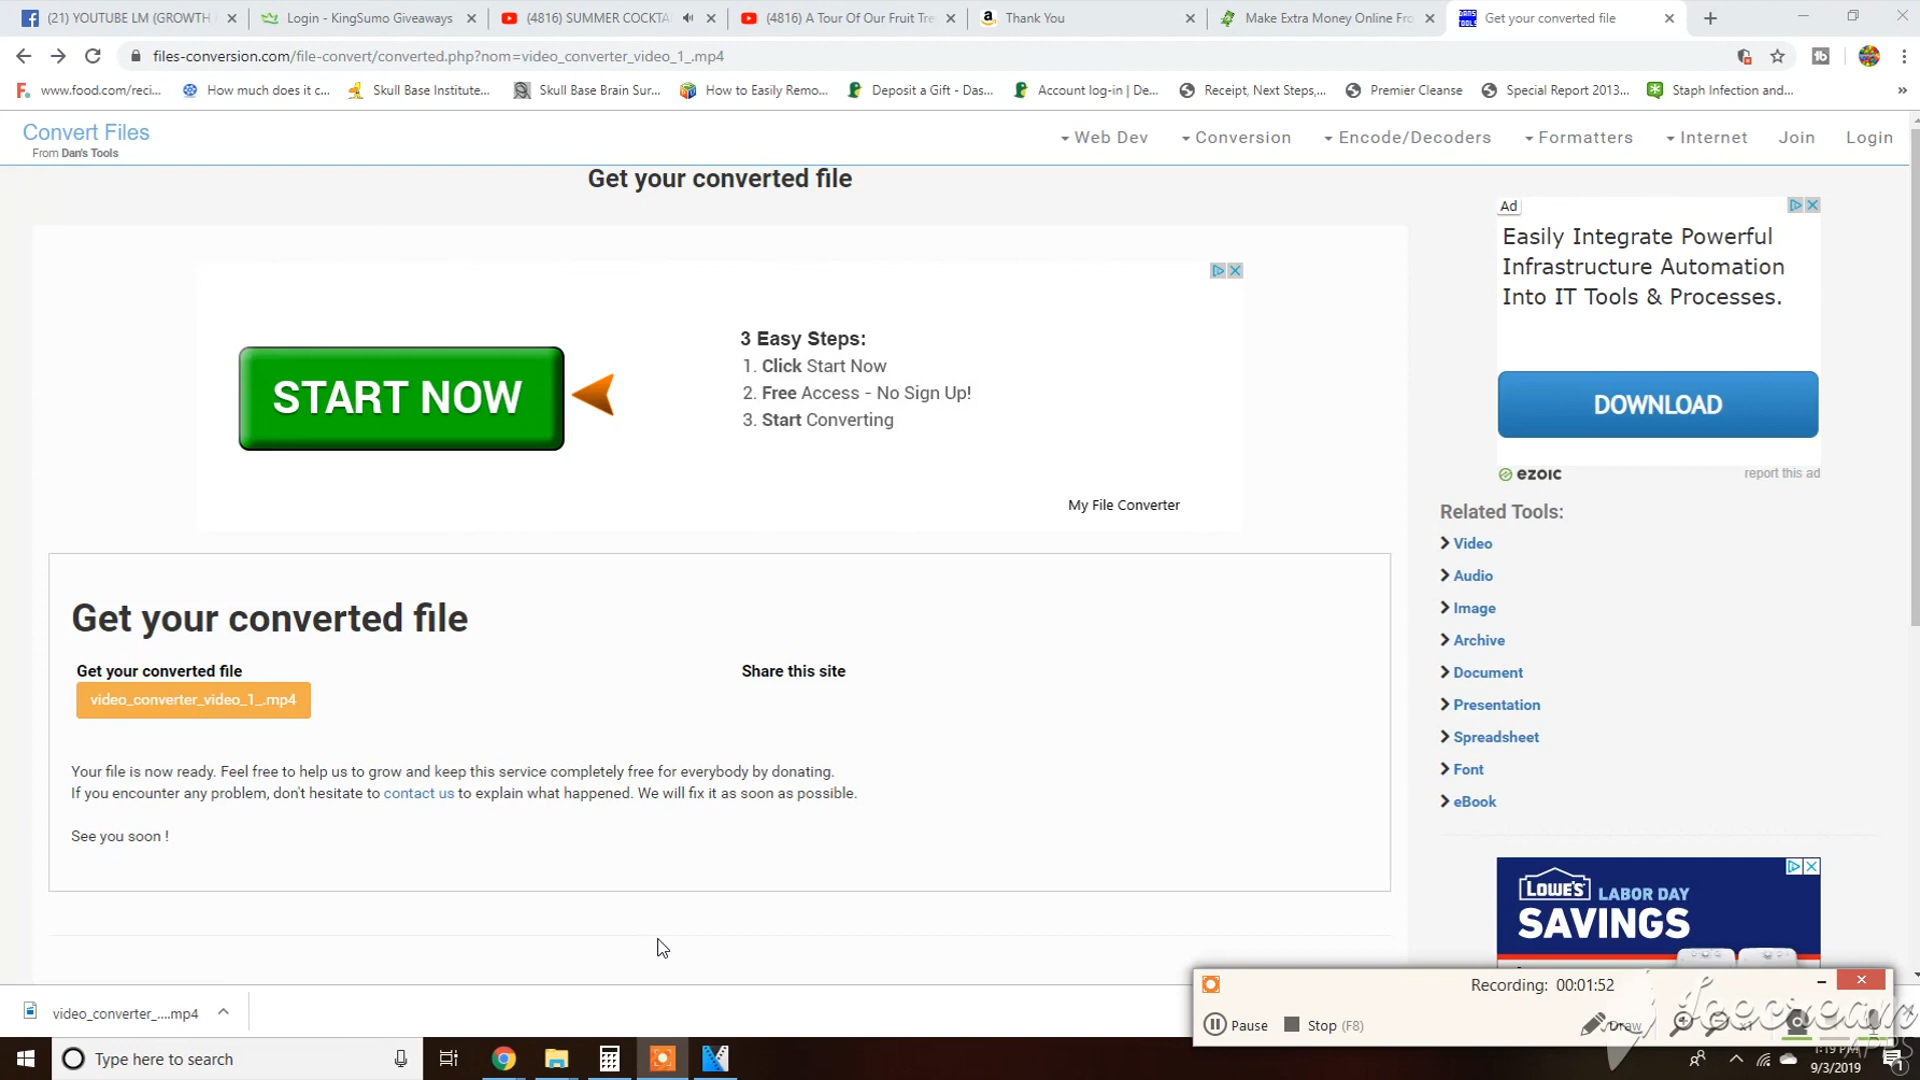 (21) YOUTUBE LM (GROWTH
Login - KingSumo Giveaways
(4816) SUMMER COCKTA
(4816) A Tour Of Our Fruit Tre
Thank You
Make Extra Money Online Fro
Get your converted file
files-conversion.com/file-convert/converted.php?nom=video_converter_video_1_.mp4
www.food.com/reci...
How much does it c...
Skull Base Institute...
Skull Base Brain Sur...
How to Easily Remo...
Deposit a Gift - Das...
Account log-in | De...
Receipt, Next Steps,...
Premier Cleanse
Special Report 2013...
Staph Infection and...
Convert Files
From Dan's Tools
Web Dev
Conversion
Encode/Decoders
Formatters
Internet
Join
Login
Get your converted file
Ad
Easily Integrate Powerful
Infrastructure Automation
Into IT Tools & Processes.
DOWNLOAD
ezoic
report this ad
START NOW
3 Easy Steps:
1. Click Start Now
2. Free Access - No Sign Up!
3. Start Converting
My File Converter
Related Tools:
Video
Audio
Image
Archive
Document
Presentation
Spreadsheet
Font
eBook
Get your converted file
Get your converted file
Share this site
video_converter_video_1_.mp4
Your file is now ready. Feel free to help us to grow and keep this service completely free for everybody by donating.
If you encounter any problem, don't hesitate to contact us to explain what happened. We will fix it as soon as possible.
See you soon !
LOWE'S LABOR DAY
SAVINGS
Recording: 00:01:52
Pause
Stop (F8)
Draw
x1
Icecream
APPS
video_converter_....mp4
Type here to search
1:19 PM
9/3/2019
1